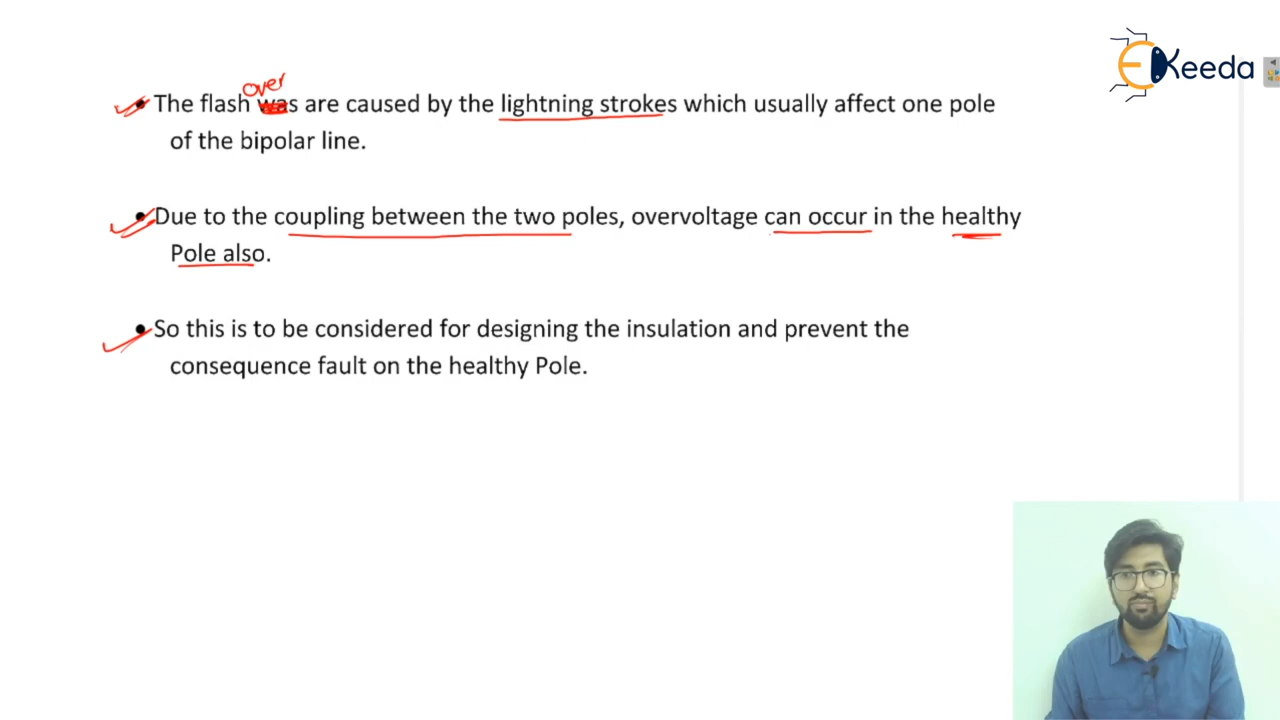 EKeeda
over
The flash was are caused by the lightning strokes which usually affect one pole
of the bipolar line.
Due to the coupling between the two poles, overvoltage can occur in the healthy
Pole also.
So this is to be considered for designing the insulation and prevent the
consequence fault on the healthy Pole.